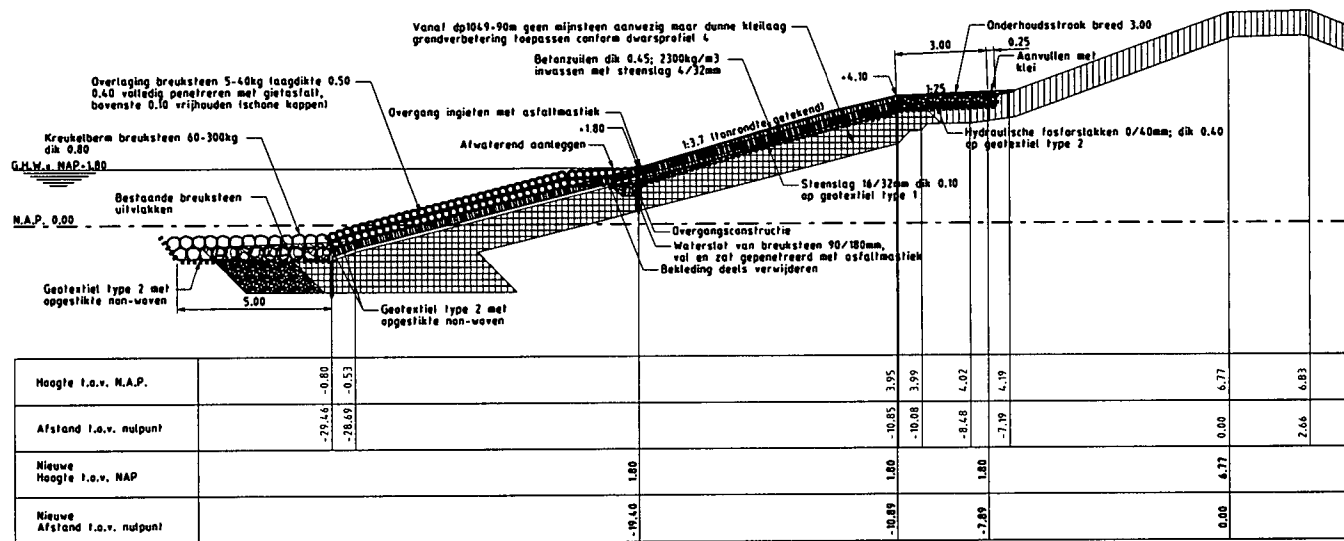 Vanaf dp1049+90m geen mijnsteen aanwezig maar dunne kleilaag
grondverbetering toepassen conform dwarsprofiel 4
Onderhoudsstrook breed 3.00
3.00
0.25
Betonzuilen dik 0.45; 2300kg/m3
inwassen met steenslag 4/32mm
Aanvullen met
klei
Overlaging breuksteen 5-40kg laagdikte 0.50
0.40 volledig penetreren met gietasfalt,
bovenste 0.10 vrijhouden (schone koppen)
+4.10
1:25
Overgang ingieten met asfaltmastiek
+1.80
1:3.7 (tonrondte getekend)
Kreukelberm breuksteen 60-300kg
dik 0.80
Afwaterend aanleggen
Hydraulische fosforslakken 0/40mm; dik 0.40
op geotextiel type 2
G.H.W.= NAP+1.80
Bestaande breuksteen
uitvlakken
Steenslag 16/32mm dik 0.10
op geotextiel type 1
N.A.P. 0.00
Overgangsconstructie
Waterslot van breuksteen 90/180mm,
vol en zat gepenetreerd met asfaltmastiek
Bekleding deels verwijderen
Geotextiel type 2 met
opgestikte non-woven
5.00
Geotextiel type 2 met
opgestikte non-woven
Hoogte t.o.v. N.A.P.
-0.80
-0.53
3.95
3.99
4.02
4.19
6.77
6.83
Afstand t.o.v. nulpunt
-29.46
-28.69
-10.85
-10.08
-8.48
-7.19
0.00
2.66
Nieuwe
Hoogte t.o.v. NAP
1.80
1.80
1.80
6.77
Nieuwe
Afstand t.o.v. nulpunt
-19.40
-10.89
-7.89
0.00